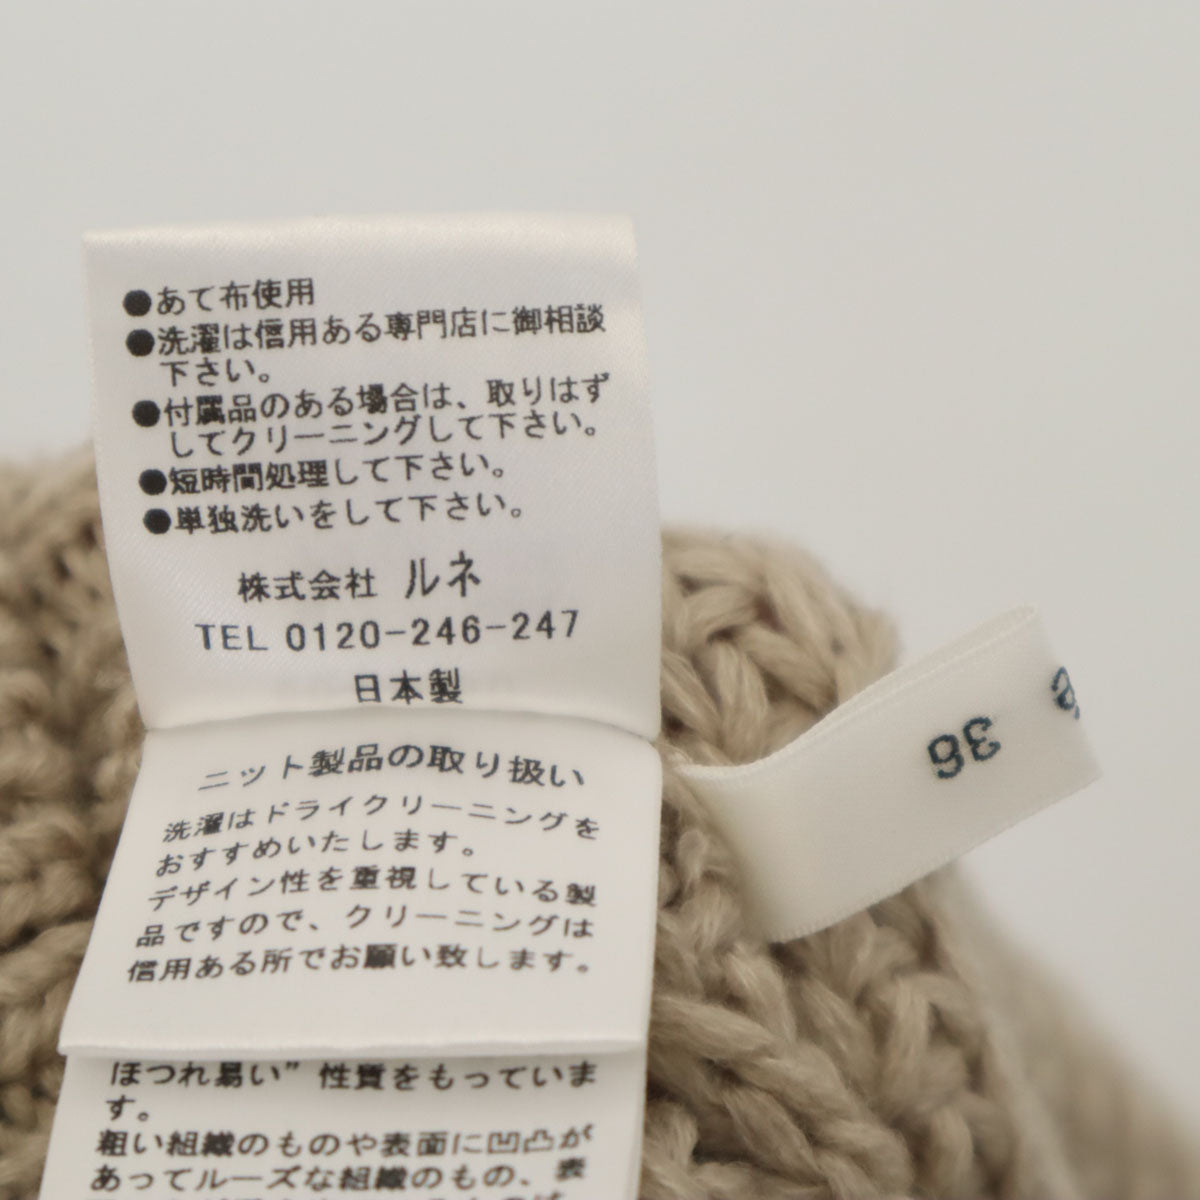 ●あて布使用
●洗濯は信用ある専門店に御相談
下さい。
●付属品のある場合は、取りはず
してクリーニングして下さい。
●短時間処理して下さい。
●単独洗いをして下さい。
株式会社 ルネ
TEL 0120-246-247
日本製
ニット製品の取り扱い
洗濯はドライクリーニングを
おすすめいたします。
デザイン性を重視している製
品ですので、クリーニングは
信用ある所でお願い致します。
ほつれ易い”性質をもっていま
す。
粗い組織のものや表面に凹凸が
あってルーズな組織のもの、表
36